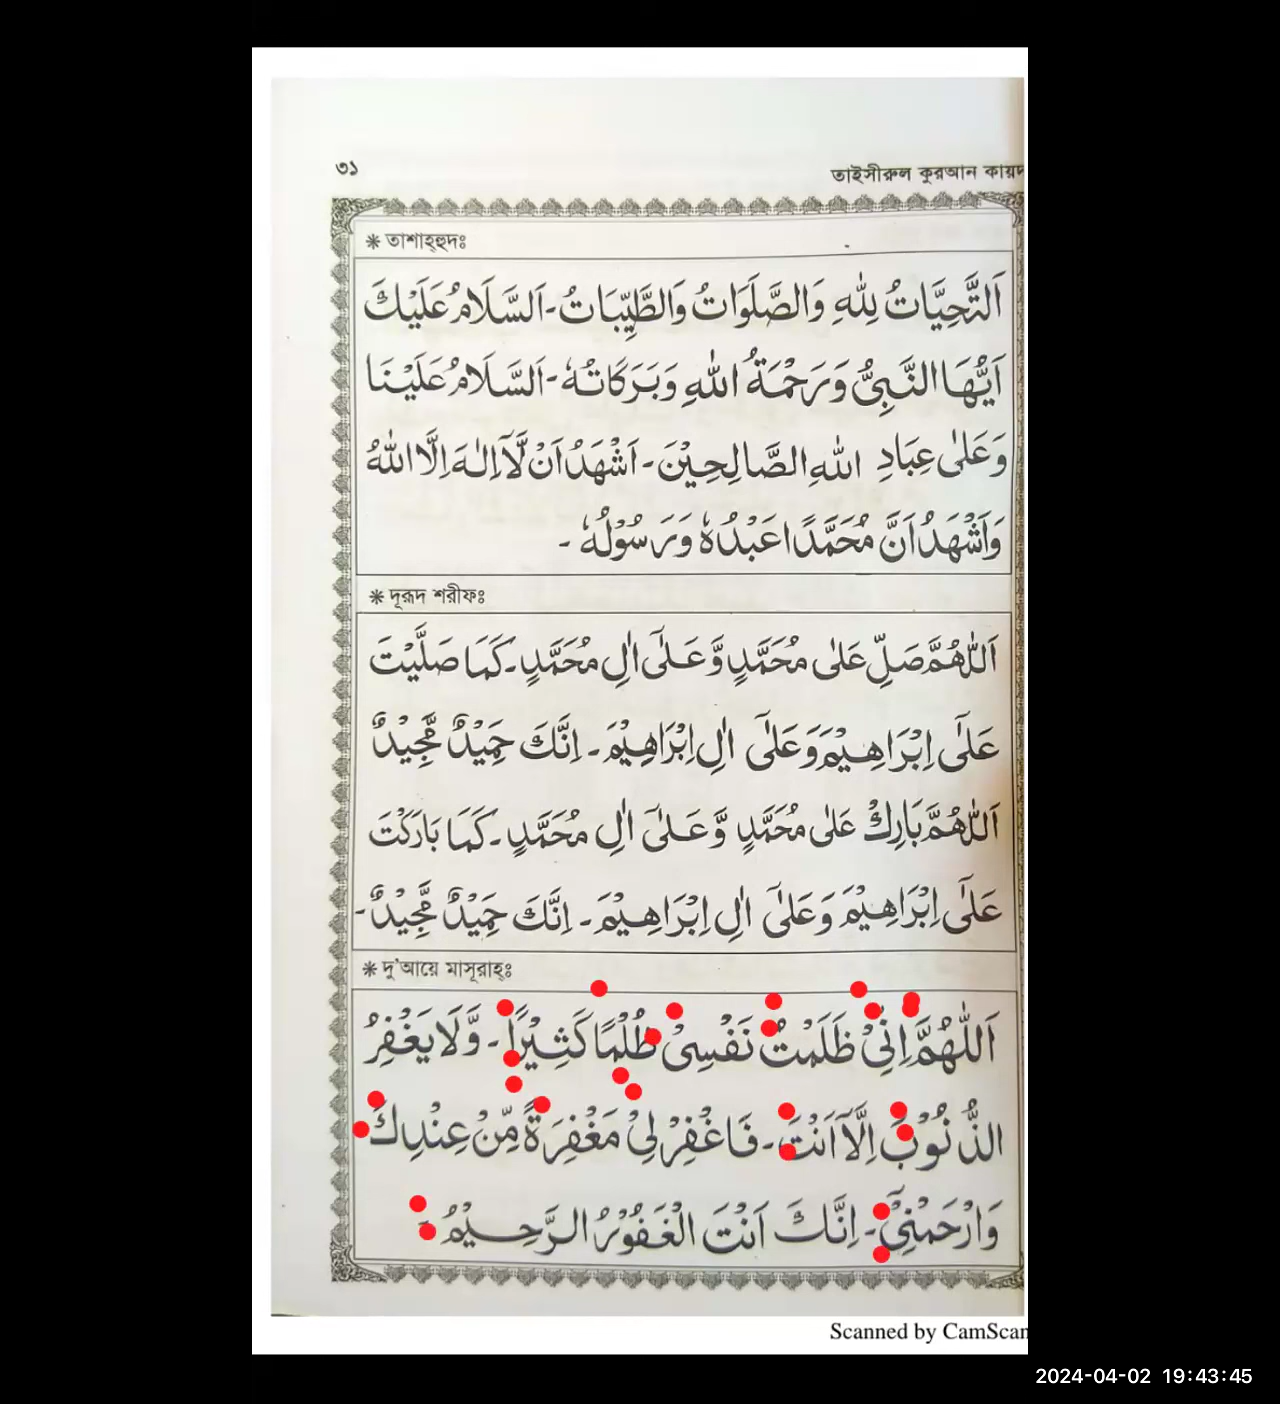 ৩১
তাইসীরুল কুরআন কায়দ
✳ তাশাহ্হুদঃ
اَلتَّحِيَّاتُ لِلّٰهِ وَالصَّلَوَاتُ وَالطَّيِّبَاتُ - اَلسَّلَامُ عَلَيْكَ
اَيُّهَا النَّبِىُّ وَرَحْمَةُ اللّٰهِ وَبَرَكَاتُهٗ - اَلسَّلَامُ عَلَيْنَا
وَعَلٰى عِبَادِ اللّٰهِ الصَّالِحِيْنَ - اَشْهَدُ اَنْ لَّآ اِلٰهَ اِلَّا اللّٰهُ
وَاَشْهَدُ اَنَّ مُحَمَّدًا عَبْدُهٗ وَرَسُوْلُهٗ -
✳ দূরূদ শরীফঃ
اَللّٰهُمَّ صَلِّ عَلٰى مُحَمَّدٍ وَّعَلٰىٓ اٰلِ مُحَمَّدٍ - كَمَا صَلَّيْتَ
عَلٰىٓ اِبْرَاهِيْمَ وَعَلٰىٓ اٰلِ اِبْرَاهِيْمَ - اِنَّكَ حَمِيْدٌ مَّجِيْدٌ
اَللّٰهُمَّ بَارِكْ عَلٰى مُحَمَّدٍ وَّعَلٰىٓ اٰلِ مُحَمَّدٍ - كَمَا بَارَكْتَ
عَلٰىٓ اِبْرَاهِيْمَ وَعَلٰىٓ اٰلِ اِبْرَاهِيْمَ - اِنَّكَ حَمِيْدٌ مَّجِيْدٌ -
✳ দু'আয়ে মাসূরাহ্ঃ
اَللّٰهُمَّ اِنِّىْ ظَلَمْتُ نَفْسِىْ ظُلْمًا كَثِيْرًا - وَّلَا يَغْفِرُ
الذُّنُوْبَ اِلَّآ اَنْتَ - فَاغْفِرْ لِىْ مَغْفِرَةً مِّنْ عِنْدِكَ
وَارْحَمْنِىْٓ - اِنَّكَ اَنْتَ الْغَفُوْرُ الرَّحِيْمُ -
Scanned by CamScan
2024-04-02 19:43:45